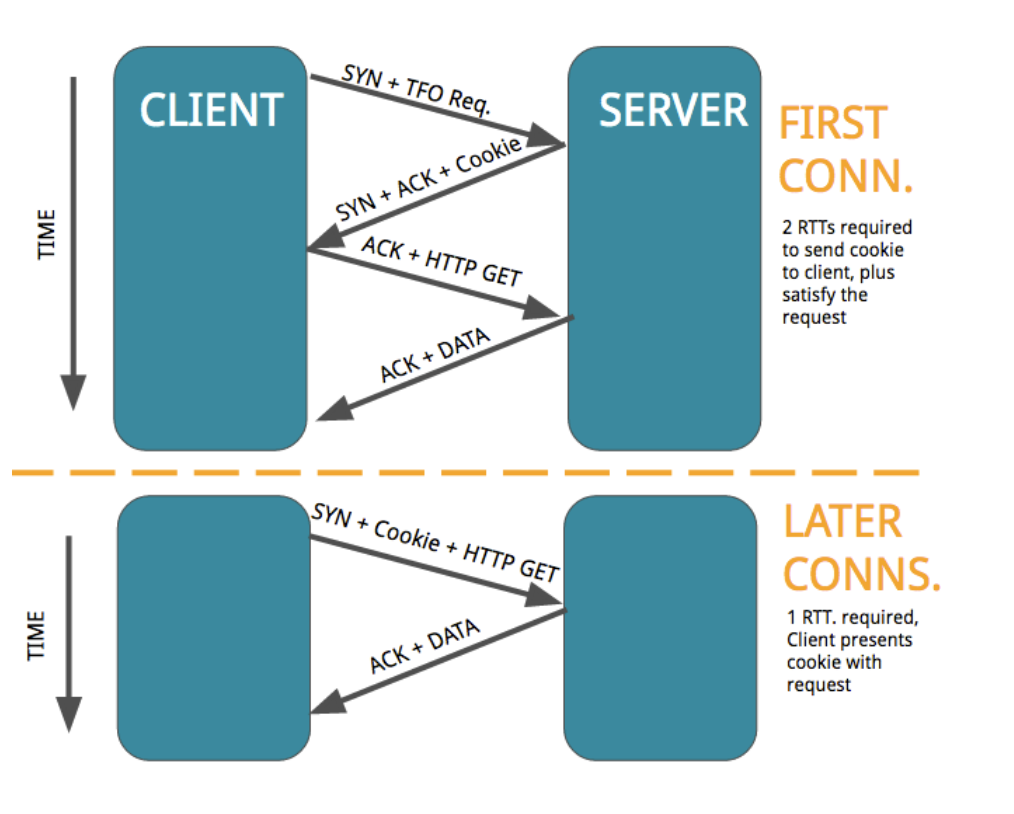 CLIENT
SERVER
TIME
SYN + TFO Req.
SYN + ACK + Cookie
ACK + HTTP GET
ACK + DATA
FIRST
CONN.
2 RTTs required
to send cookie
to client, plus
satisfy the
request
TIME
SYN + Cookie + HTTP GET
ACK + DATA
LATER
CONNS.
1 RTT. required,
Client presents
cookie with
request